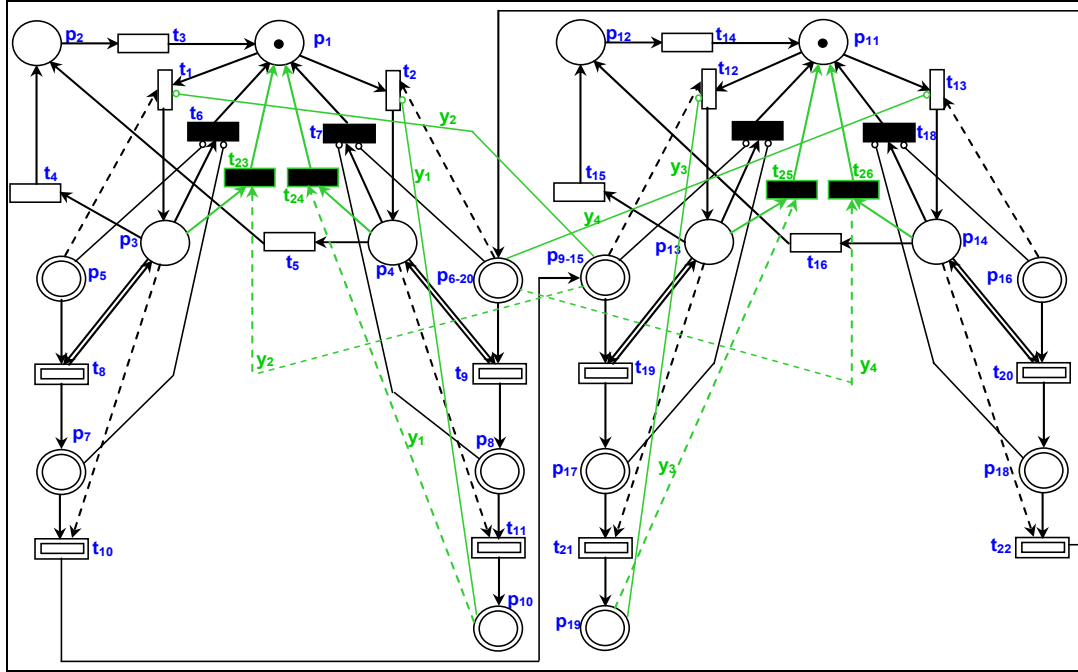 p2 t3 p1 p12 t14 p11
t1 t2 t12 t13
t6 y2 t7 y3 t18
t23 t24 y1 t25 t26
t4 t15 y4
p3 t5 p4 p13 t16 p14
p5 p6-20 p9-15 p16
t8 y2 t9 t19 y4 t20
p7 y1 p8 p17 y3 p18
t10 t11 t21 t22
p10 p19